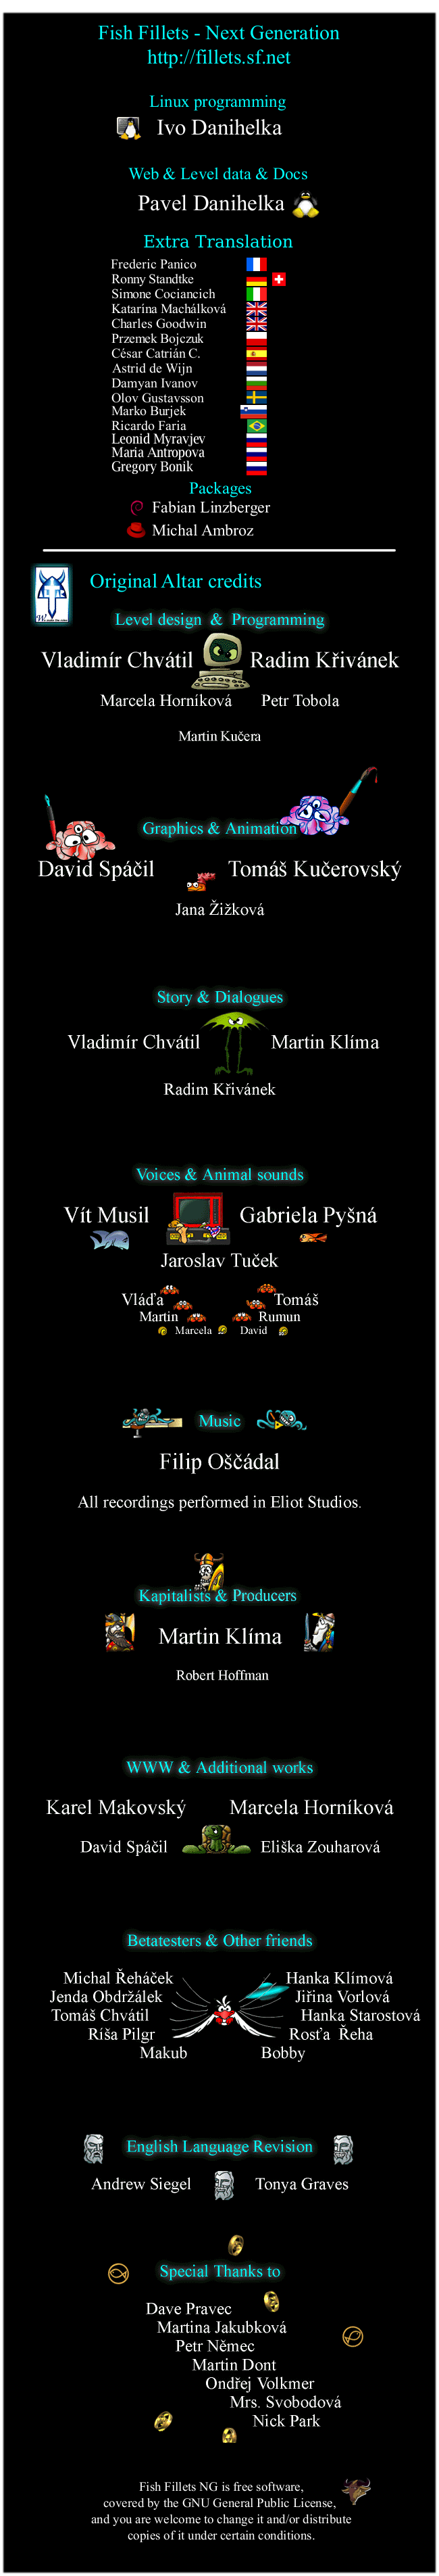 Fish Fillets - Next Generation
http://fillets.sf.net
Linux programming
Ivo Danihelka
Web & Level data & Docs
Pavel Danihelka
Extra Translation
Frederic Panico
Ronny Standtke
Simone Cociancich
Katarína Machálková
Charles Goodwin
Przemek Bojczuk
César Catrián C.
Astrid de Wijn
Damyan Ivanov
Olov Gustavsson
Marko Burjek
Ricardo Faria
Leonid Myravjev
Maria Antropova
Gregory Bonik
Packages
Fabian Linzberger
Michal Ambroz
Original Altar credits
Level design & Programming
Vladimír Chvátil Radim Křivánek
Marcela Horníková Petr Tobola
Martin Kučera
Graphics & Animation
David Spáčil Tomáš Kučerovský
Jana Žižková
Story & Dialogues
Vladimír Chvátil Martin Klíma
Radim Křivánek
Voices & Animal sounds
Vít Musil Gabriela Pyšná
Jaroslav Tuček
Vláďa Tomáš
Martin Rumun
Marcela David
Music
Filip Oščádal
All recordings performed in Eliot Studios.
Kapitalists & Producers
Martin Klíma
Robert Hoffman
WWW & Additional works
Karel Makovský Marcela Horníková
David Spáčil Eliška Zouharová
Betatesters & Other friends
Michal Řeháček Hanka Klímová
Jenda Obdržálek Jiřina Vorlová
Tomáš Chvátil Hanka Starostová
Ríša Pilgr Rosťa Řeha
Makub Bobby
English Language Revision
Andrew Siegel Tonya Graves
Special Thanks to
Dave Pravec
Martina Jakubková
Petr Němec
Martin Dont
Ondřej Volkmer
Mrs. Svobodová
Nick Park
Fish Fillets NG is free software,
covered by the GNU General Public License,
and you are welcome to change it and/or distribute
copies of it under certain conditions.